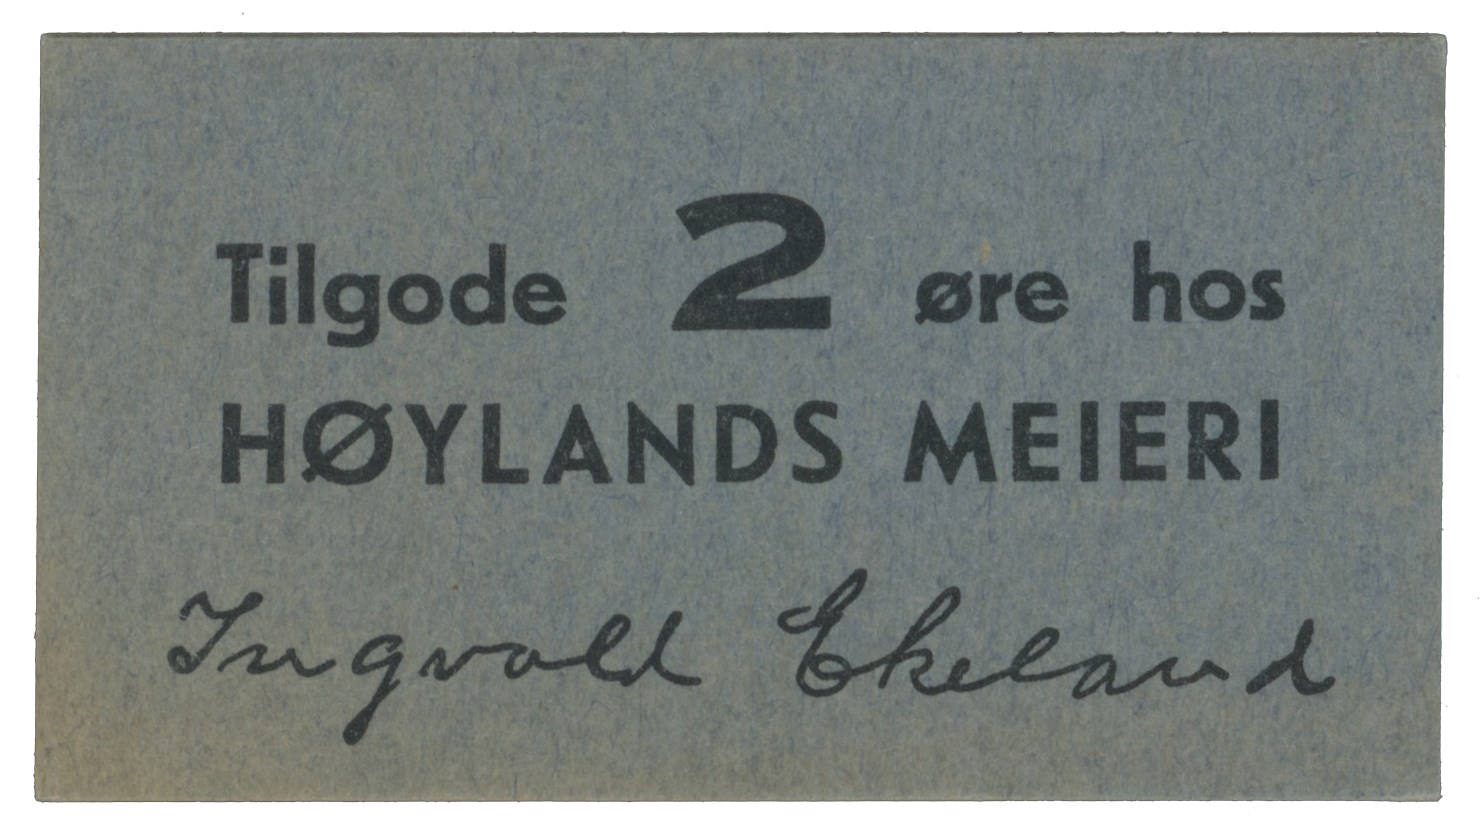 Tilgode 2 øre hos
HØYLANDS MEIERI
Ingvald Ekeland